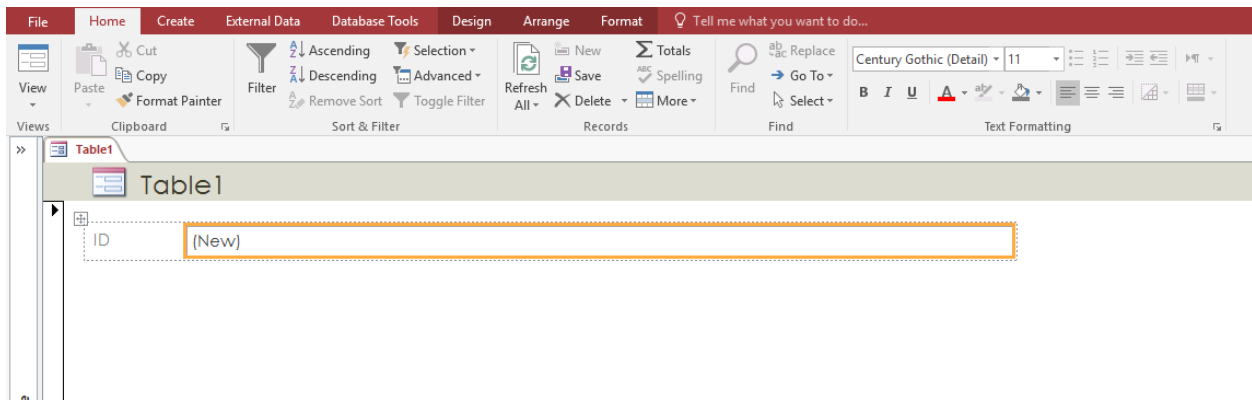 File Home Create External Data Database Tools Design Arrange Format Tell me what you want to do...
Cut Ascending Selection New Totals Replace Century Gothic (Detail) 11
Copy Descending Advanced Save ABC Spelling Go To
View Paste Format Painter Filter Remove Sort Toggle Filter Refresh All Delete More Find Select B I U A
Views Clipboard Sort & Filter Records Find Text Formatting
Table1
Table1
ID (New)